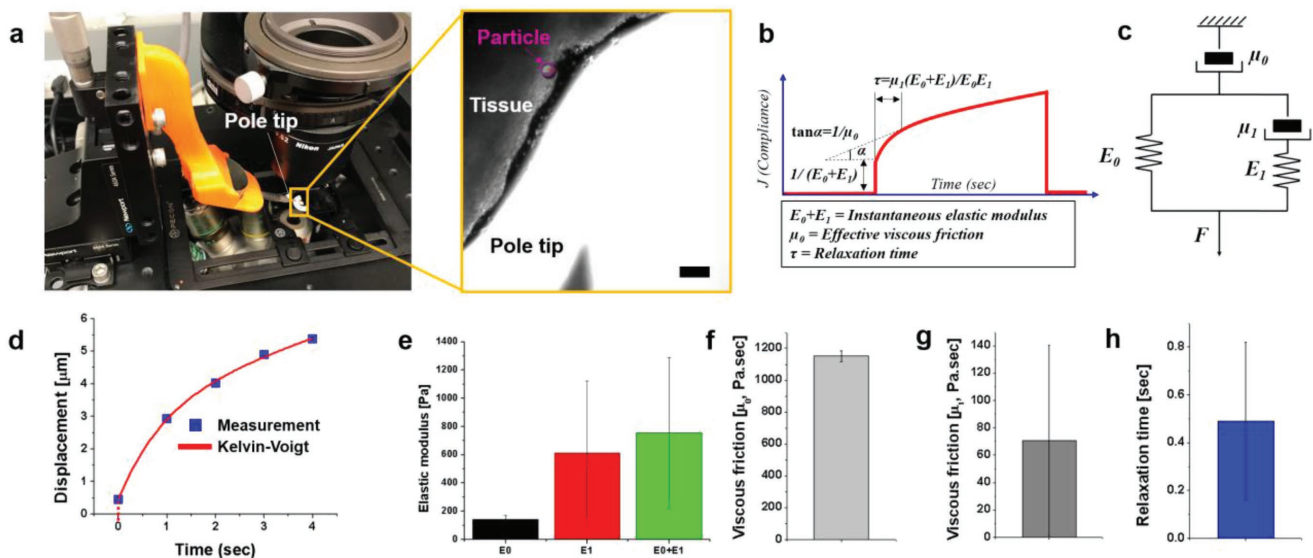 a
Pole tip
Nikon
JAPAN
Newport
PECON
Particle
Tissue
Pole tip
b
J (Compliance)
τ=μ1(E0+E1)/E0E1
tanα=1/μ0
α
1/ (E0+E1)
Time (sec)
E0+E1 = Instantaneous elastic modulus
μ0 = Effective viscous friction
τ = Relaxation time
c
μ0
E0
μ1
E1
F
d
Displacement [μm]
6
5
4
3
2
1
0
Measurement
Kelvin-Voigt
0 1 2 3 4
Time (sec)
e
Elastic modulus [Pa]
1400
1200
1000
800
600
400
200
0
E0 E1 E0+E1
f
Viscous friction [μ0, Pa.sec]
1200
1000
800
600
400
200
0
g
Viscous friction [μ1, Pa.sec]
140
120
100
80
60
40
20
0
h
Relaxation time [sec]
0.8
0.6
0.4
0.2
0.0